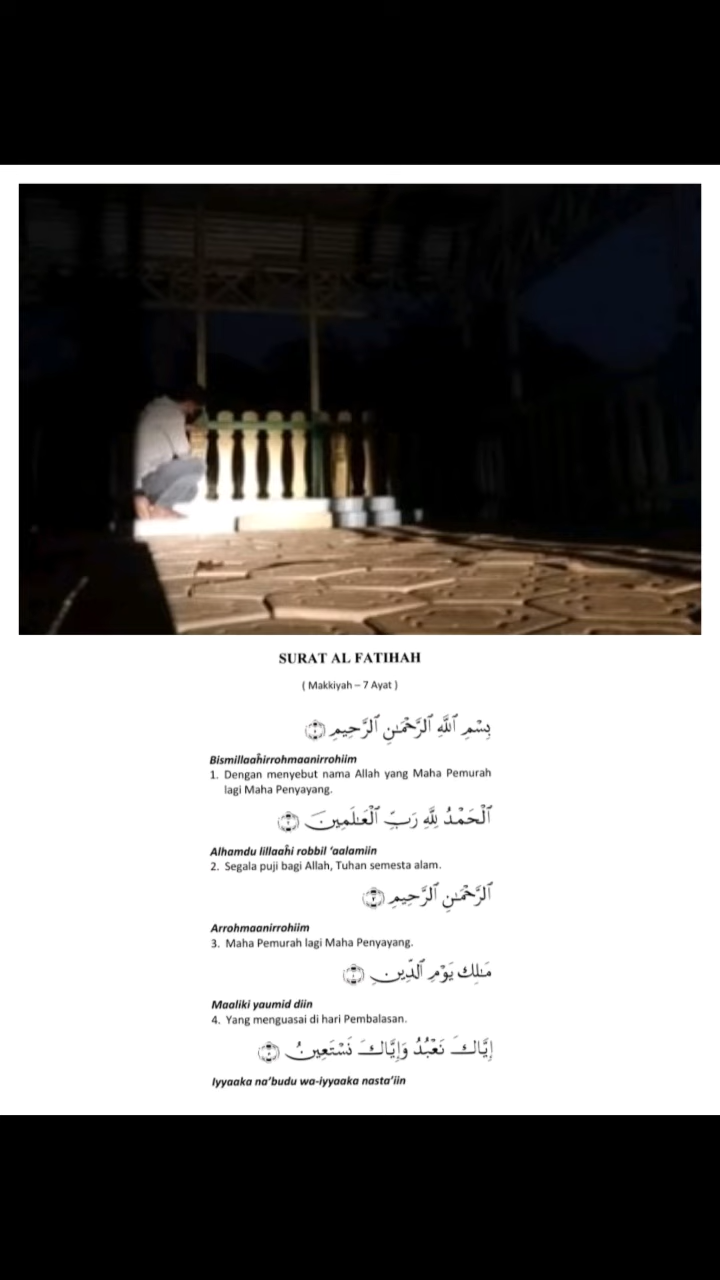 SURAT AL FATIHAH
( Makkiyah – 7 Ayat )
بِسْمِ ٱللَّهِ ٱلرَّحْمَٰنِ ٱلرَّحِيمِ ۝١
Bismillaaĥirrohmaanirrohiim
1. Dengan menyebut nama Allah yang Maha Pemurah
lagi Maha Penyayang.
ٱلْحَمْدُ لِلَّهِ رَبِّ ٱلْعَٰلَمِينَ ۝٢
Alhamdu lillaaĥi robbil ‘aalamiin
2. Segala puji bagi Allah, Tuhan semesta alam.
ٱلرَّحْمَٰنِ ٱلرَّحِيمِ ۝٣
Arrohmaanirrohiim
3. Maha Pemurah lagi Maha Penyayang.
مَٰلِكِ يَوْمِ ٱلدِّينِ ۝٤
Maaliki yaumid diin
4. Yang menguasai di hari Pembalasan.
إِيَّاكَ نَعْبُدُ وَإِيَّاكَ نَسْتَعِينُ ۝٥
Iyyaaka na’budu wa-iyyaaka nasta’iin